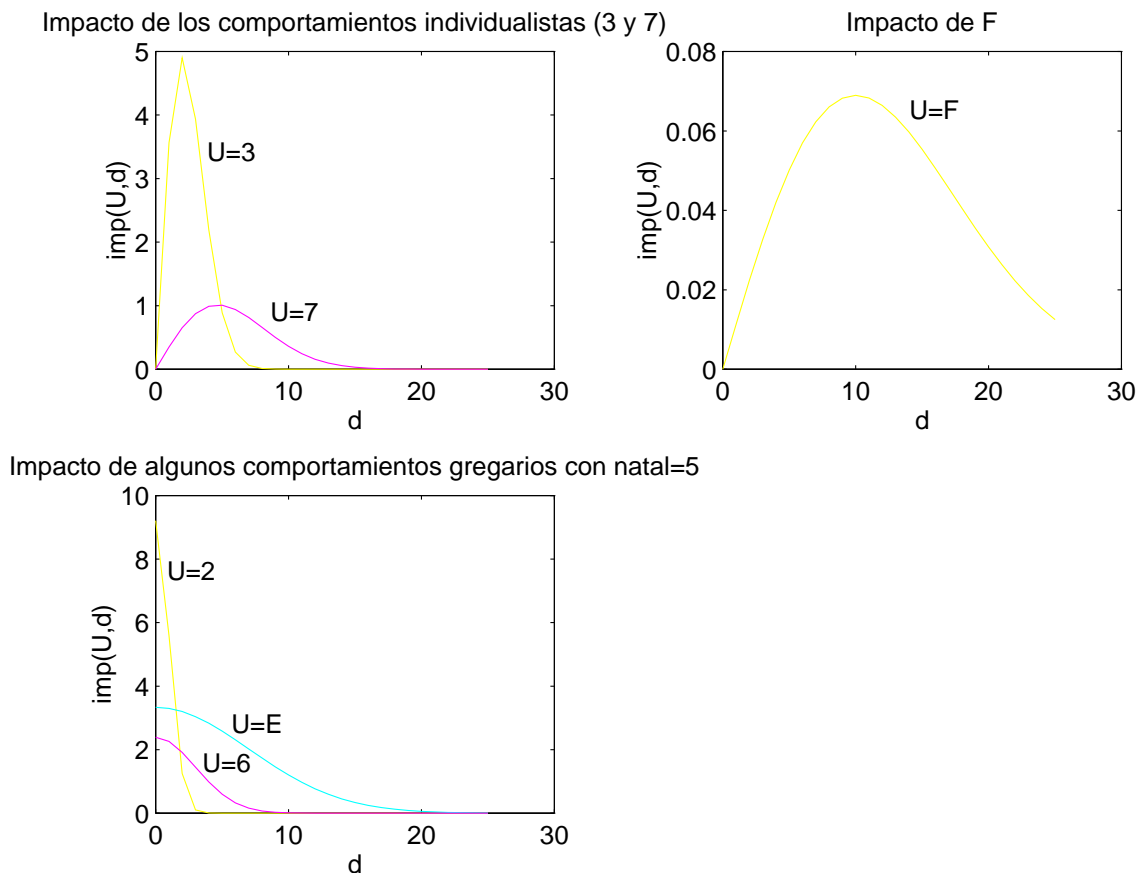 Impacto de los comportamientos individualistas (3 y 7)
5
4
3
2
1
0
imp(U,d)
U=3
U=7
0 10 20 30
d
Impacto de F
0.08
0.06
0.04
0.02
0
imp(U,d)
U=F
0 10 20 30
d
Impacto de algunos comportamientos gregarios con natal=5
10
8
6
4
2
0
imp(U,d)
U=2
U=E
U=6
0 10 20 30
d